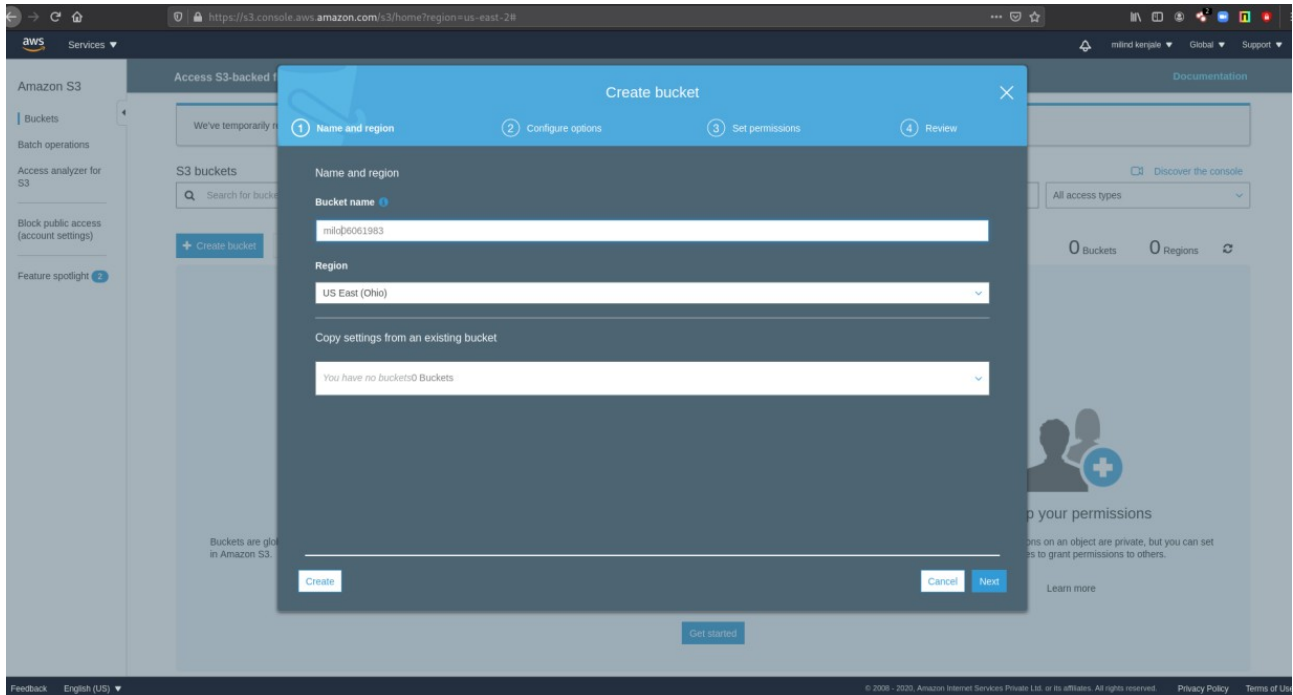 https://s3.console.aws.amazon.com/s3/home?region=us-east-2#
aws Services milind kenjale Global Support
Amazon S3
Buckets
Batch operations
Access analyzer for
S3
Block public access
(account settings)
Feature spotlight 2
Access S3-backed f
Documentation
We've temporarily r
S3 buckets
Discover the console
Search for bucke
All access types
Create bucket
0 Buckets 0 Regions
Create bucket
1 Name and region 2 Configure options 3 Set permissions 4 Review
Name and region
Bucket name
milo06061983
Region
US East (Ohio)
Copy settings from an existing bucket
You have no buckets0 Buckets
Create Cancel Next
Buckets are glo
in Amazon S3.
p your permissions
ons on an object are private, but you can set
es to grant permissions to others.
Learn more
Get started
Feedback English (US) © 2008 - 2020, Amazon Internet Services Private Ltd. or its affiliates. All rights reserved. Privacy Policy Terms of Use